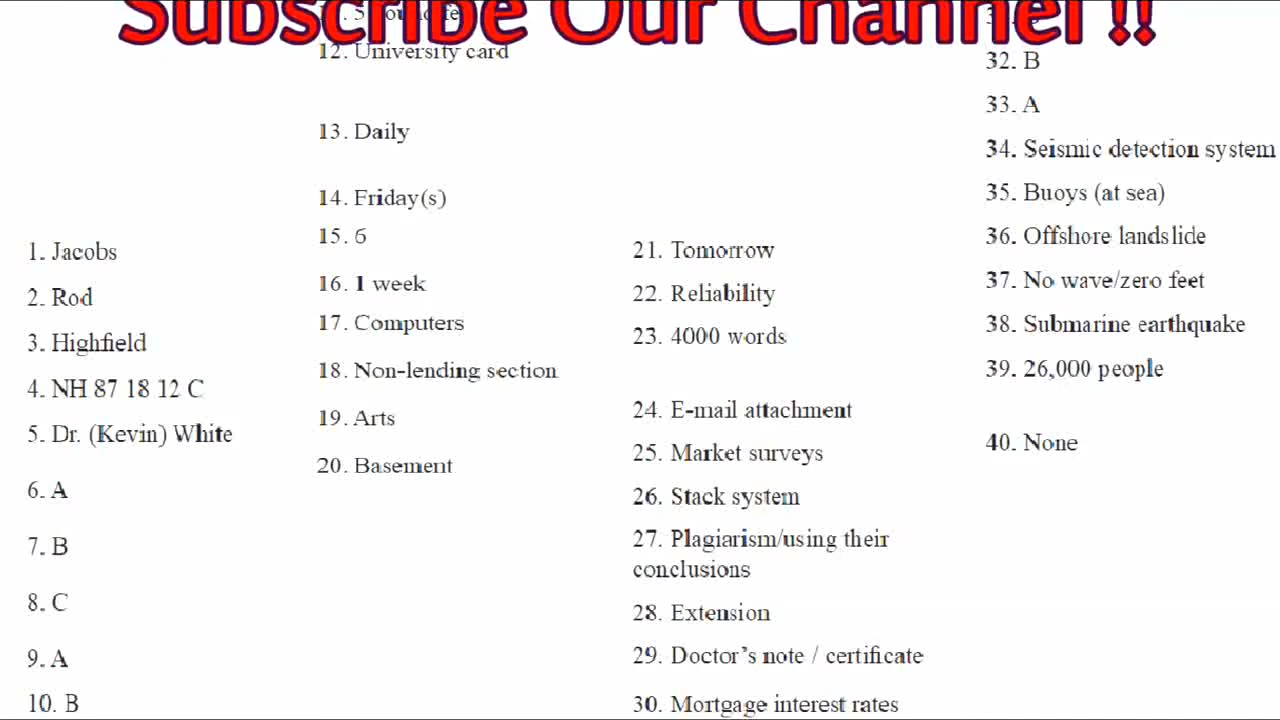 Subscribe Our Channel !!
1. Jacobs
2. Rod
3. Highfield
4. NH 87 18 12 C
5. Dr. (Kevin) White
6. A
7. B
8. C
9. A
10. B
12. University card
13. Daily
14. Friday(s)
15. 6
16. 1 week
17. Computers
18. Non-lending section
19. Arts
20. Basement
21. Tomorrow
22. Reliability
23. 4000 words
24. E-mail attachment
25. Market surveys
26. Stack system
27. Plagiarism/using their
conclusions
28. Extension
29. Doctor’s note / certificate
30. Mortgage interest rates
32. B
33. A
34. Seismic detection system
35. Buoys (at sea)
36. Offshore landslide
37. No wave/zero feet
38. Submarine earthquake
39. 26,000 people
40. None